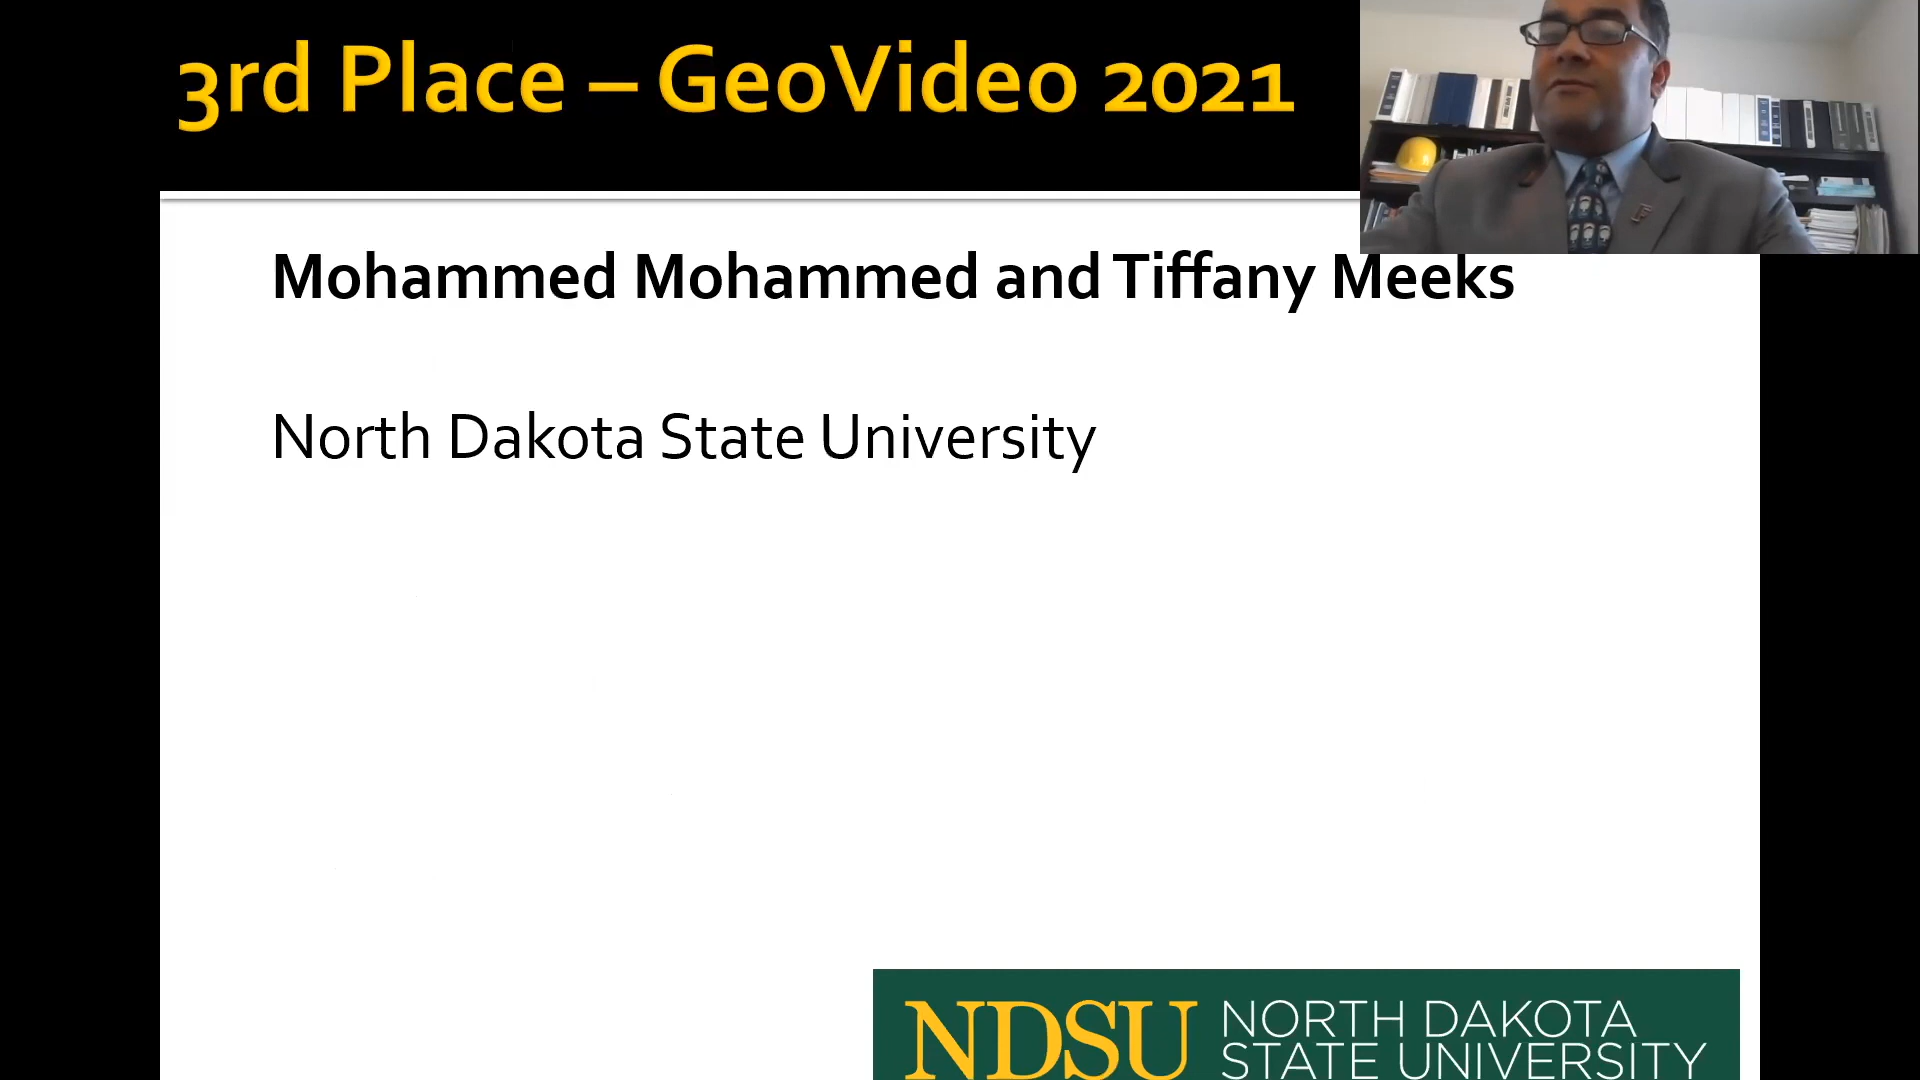 3rd Place – GeoVideo 2021
Mohammed Mohammed and Tiffany Meeks
North Dakota State University
NDSU NORTH DAKOTA
STATE UNIVERSITY